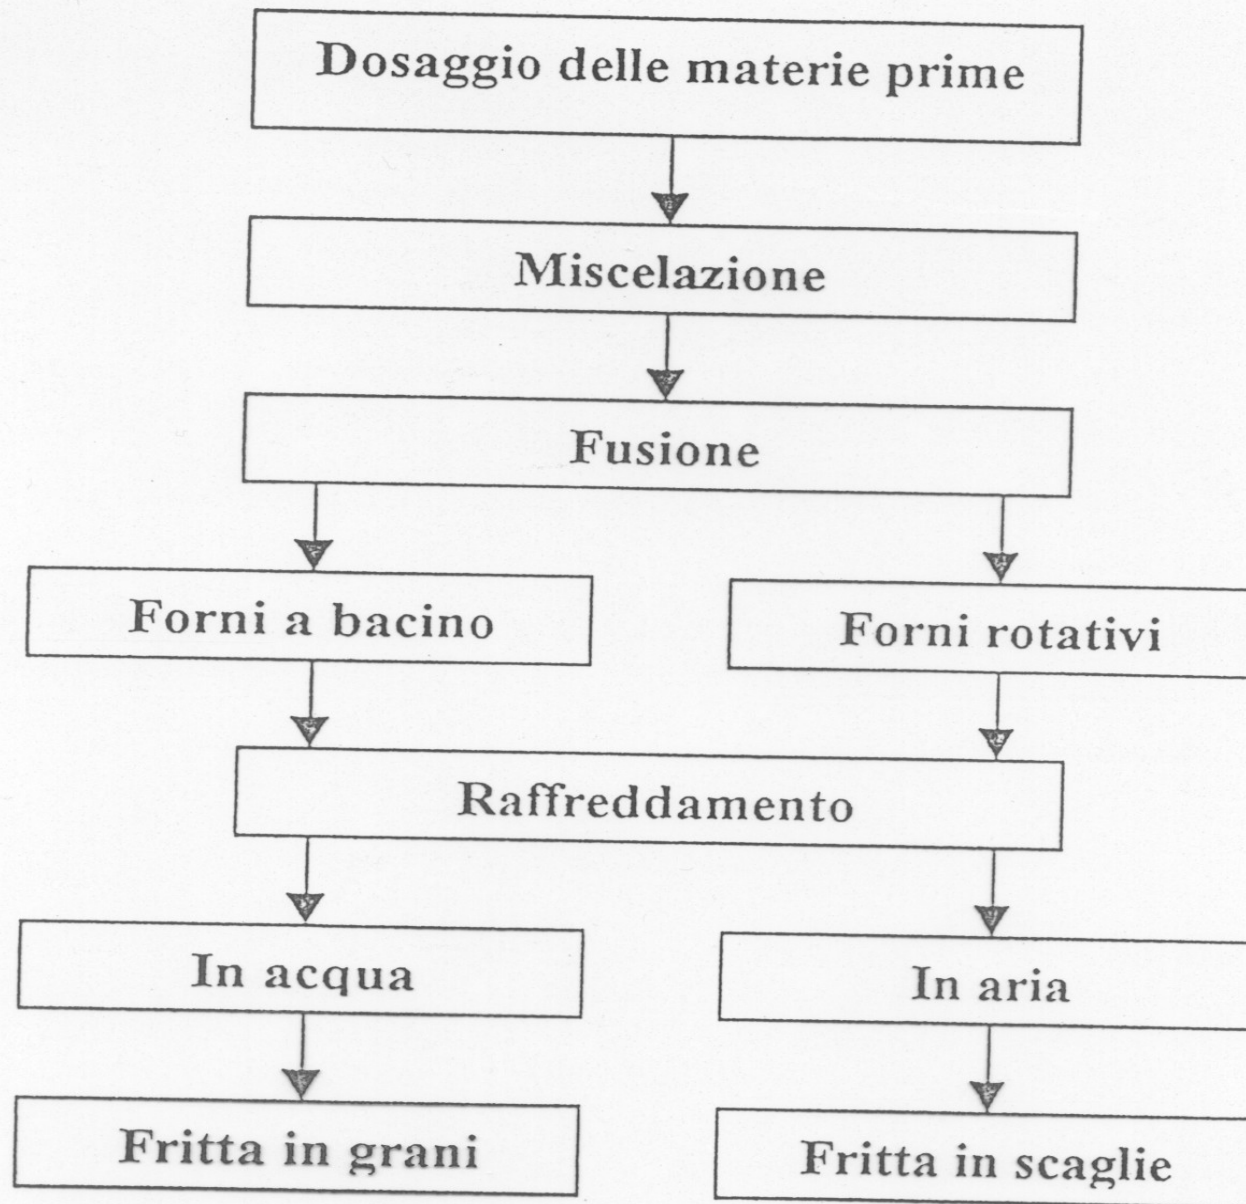 Dosaggio delle materie prime
Miscelazione
Fusione
Forni a bacino
Forni rotativi
Raffreddamento
In acqua
In aria
Fritta in grani
Fritta in scaglie